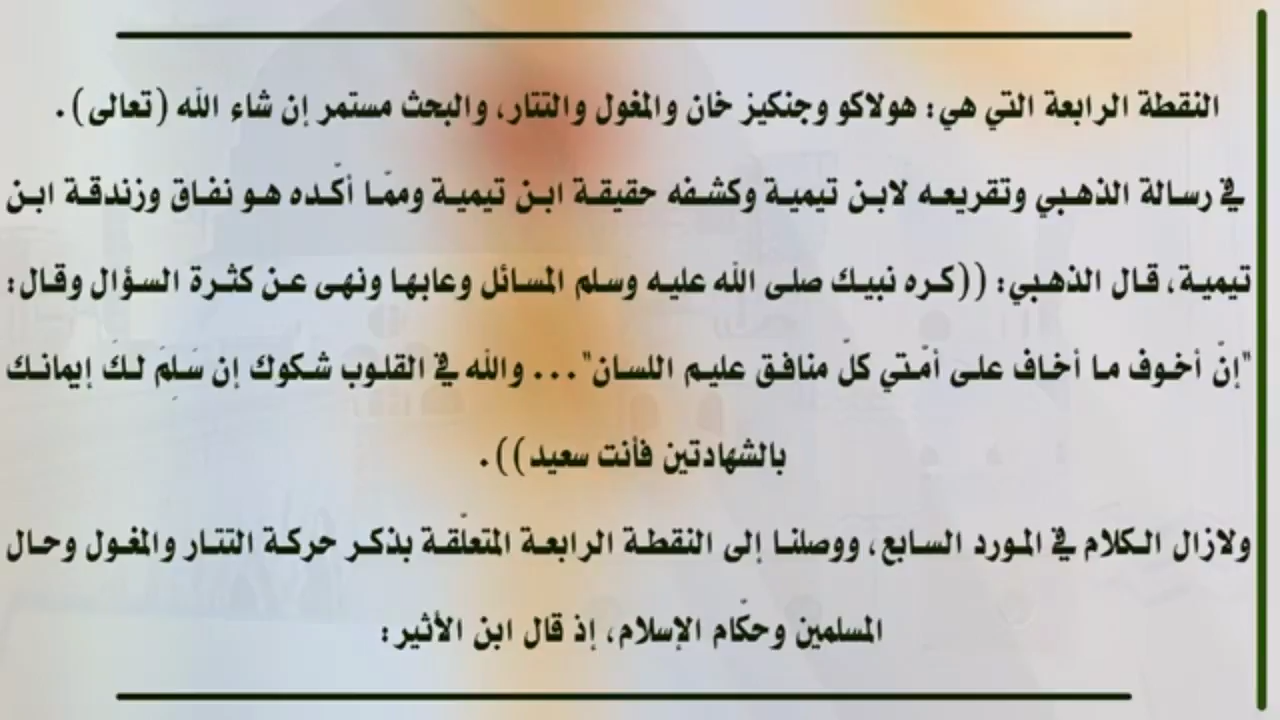 النقطة الرابعة التي هي: هولاكو وجنكيز خان والمغول والتتار، والبحث مستمر إن شاء الله (تعالى).
في رسالة الذهبي وتقريعه لابن تيمية وكشفه حقيقة ابن تيمية وممّا أكّده هو نفاق وزندقة ابن
تيمية، قال الذهبي: ((كره نبيك صلى الله عليه وسلم المسائل وعابها ونهى عن كثرة السؤال وقال:
"إنّ أخوف ما أخاف على أمّتي كلّ منافق عليم اللسان"... والله في القلوب شكوك إن سَلِمَ لكَ إيمانك
بالشهادتين فأنت سعيد)).
ولازال الكلام في المورد السابع، ووصلنا إلى النقطة الرابعة المتعلّقة بذكر حركة التتار والمغول وحال
المسلمين وحكّام الإسلام، إذ قال ابن الأثير: